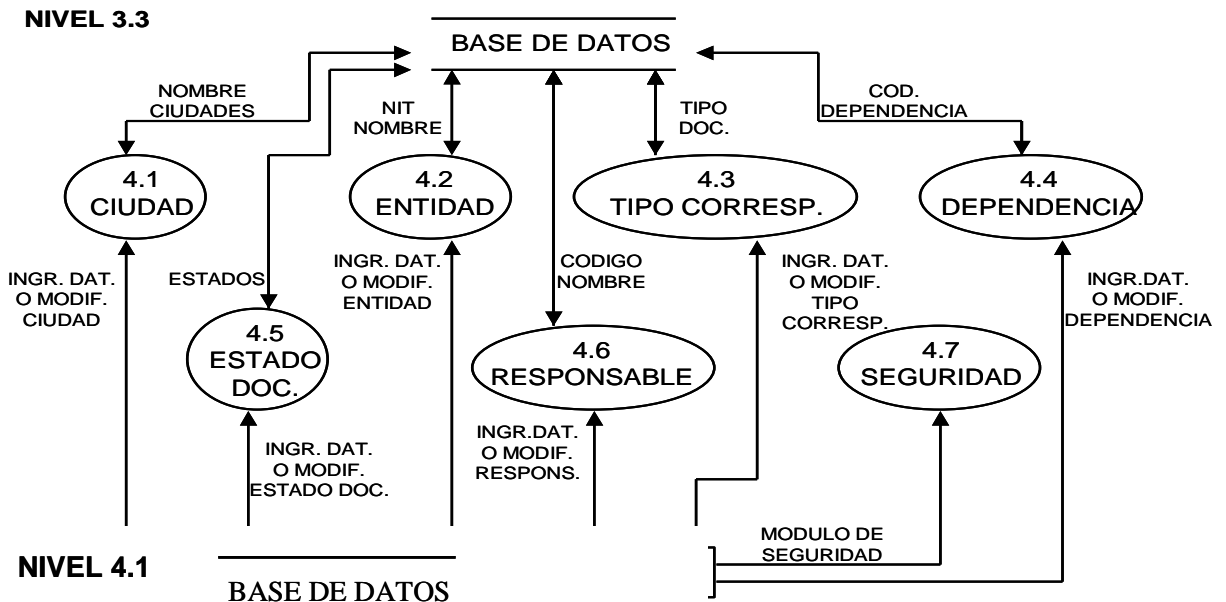 NIVEL 3.3
BASE DE DATOS
NOMBRE
CIUDADES
NIT
NOMBRE
TIPO
DOC.
COD.
DEPENDENCIA
4.1
CIUDAD
4.2
ENTIDAD
4.3
TIPO CORRESP.
4.4
DEPENDENCIA
INGR. DAT.
O MODIF.
CIUDAD
ESTADOS
INGR. DAT.
O MODIF.
ENTIDAD
CODIGO
NOMBRE
INGR. DAT.
O MODIF.
TIPO
CORRESP.
INGR.DAT.
O MODIF.
DEPENDENCIA
4.5
ESTADO
DOC.
4.6
RESPONSABLE
4.7
SEGURIDAD
INGR. DAT.
O MODIF.
ESTADO DOC.
INGR.DAT.
O MODIF.
RESPONS.
MODULO DE
SEGURIDAD
NIVEL 4.1
BASE DE DATOS